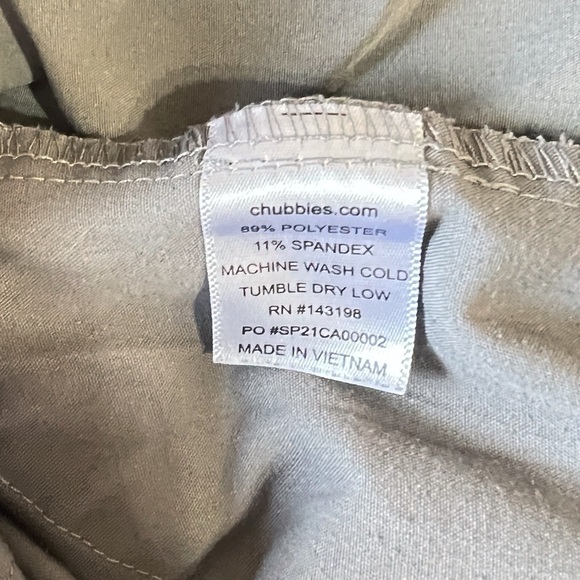 chubbies.com
89% POLYESTER
11% SPANDEX
MACHINE WASH COLD
TUMBLE DRY LOW
RN #143198
PO #SP21CA00002
MADE IN VIETNAM